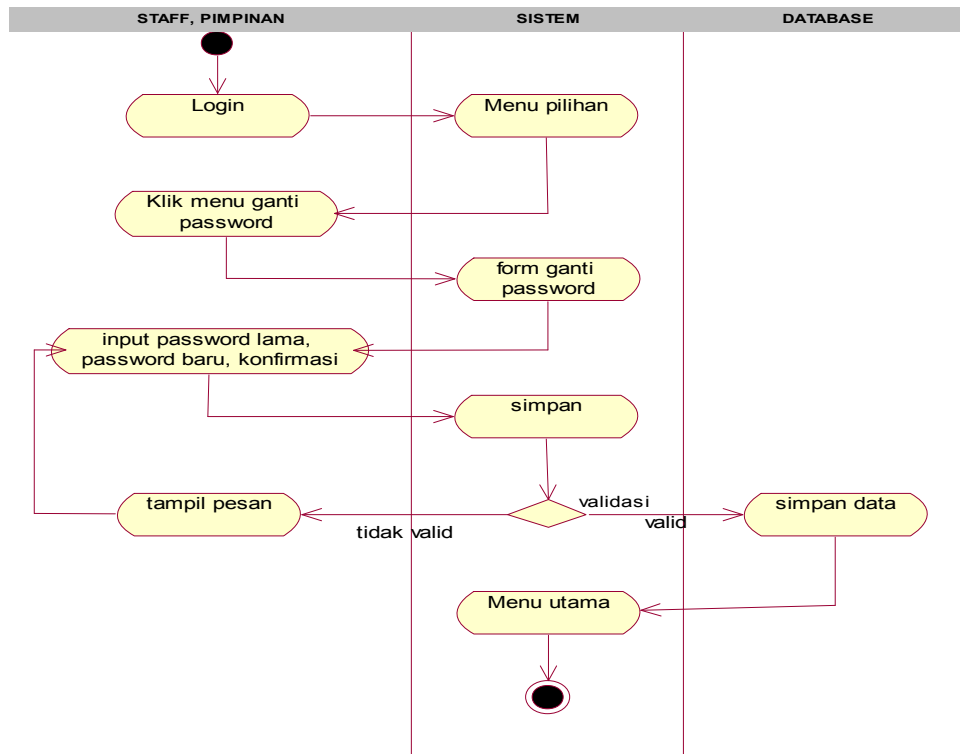 STAFF, PIMPINAN
SISTEM
DATABASE
Login
Menu pilihan
Klik menu ganti
password
form ganti
password
input password lama,
password baru, konfirmasi
simpan
tampil pesan
validasi
simpan data
tidak valid
valid
Menu utama